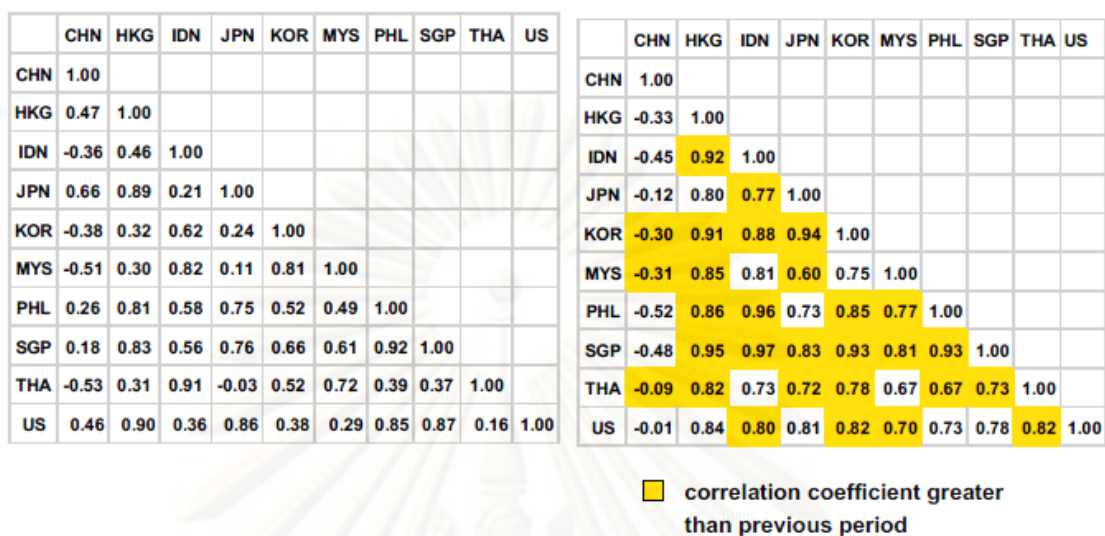 CHN HKG IDN JPN KOR MYS PHL SGP THA US
CHN 1.00
HKG 0.47 1.00
IDN -0.36 0.46 1.00
JPN 0.66 0.89 0.21 1.00
KOR -0.38 0.32 0.62 0.24 1.00
MYS -0.51 0.30 0.82 0.11 0.81 1.00
PHL 0.26 0.81 0.58 0.75 0.52 0.49 1.00
SGP 0.18 0.83 0.56 0.76 0.66 0.61 0.92 1.00
THA -0.53 0.31 0.91 -0.03 0.52 0.72 0.39 0.37 1.00
US 0.46 0.90 0.36 0.86 0.38 0.29 0.85 0.87 0.16 1.00
CHN HKG IDN JPN KOR MYS PHL SGP THA US
CHN 1.00
HKG -0.33 1.00
IDN -0.45 0.92 1.00
JPN -0.12 0.80 0.77 1.00
KOR -0.30 0.91 0.88 0.94 1.00
MYS -0.31 0.85 0.81 0.60 0.75 1.00
PHL -0.52 0.86 0.96 0.73 0.85 0.77 1.00
SGP -0.48 0.95 0.97 0.83 0.93 0.81 0.93 1.00
THA -0.09 0.82 0.73 0.72 0.78 0.67 0.67 0.73 1.00
US -0.01 0.84 0.80 0.81 0.82 0.70 0.73 0.78 0.82 1.00
correlation coefficient greater
than previous period